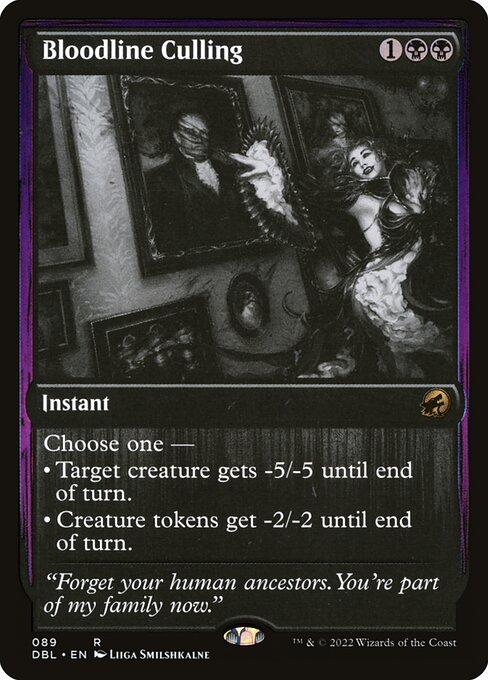 Bloodline Culling 1
Instant
Choose one —
• Target creature gets -5/-5 until end
of turn.
• Creature tokens get -2/-2 until end
of turn.
“Forget your human ancestors. You’re part
of my family now.”
089 R
DBL • EN LIIGA SMILSHKALNE
™ & © 2022 Wizards of the Coast